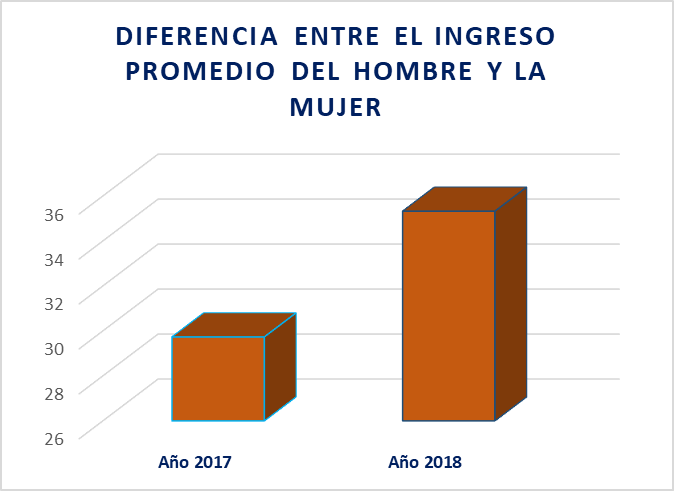 DIFERENCIA ENTRE EL INGRESO
PROMEDIO DEL HOMBRE Y LA
MUJER
36
34
32
30
28
26
Año 2017
Año 2018